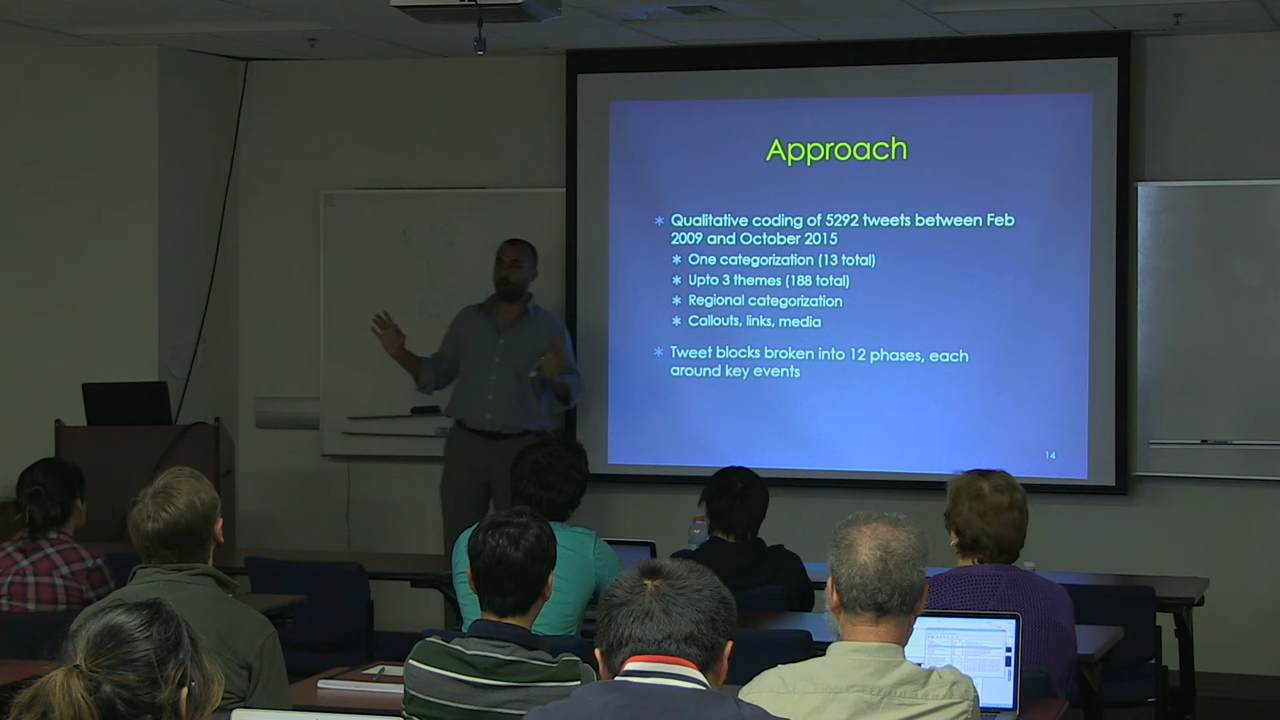 Approach
* Qualitative coding of 5292 tweets between Feb
2009 and October 2015
* One categorization (13 total)
* Upto 3 themes (188 total)
* Regional categorization
* Callouts, links, media
* Tweet blocks broken into 12 phases, each
around key events
14